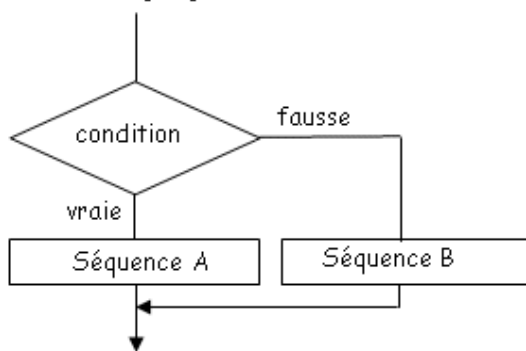 condition
fausse
vraie
Séquence A
Séquence B